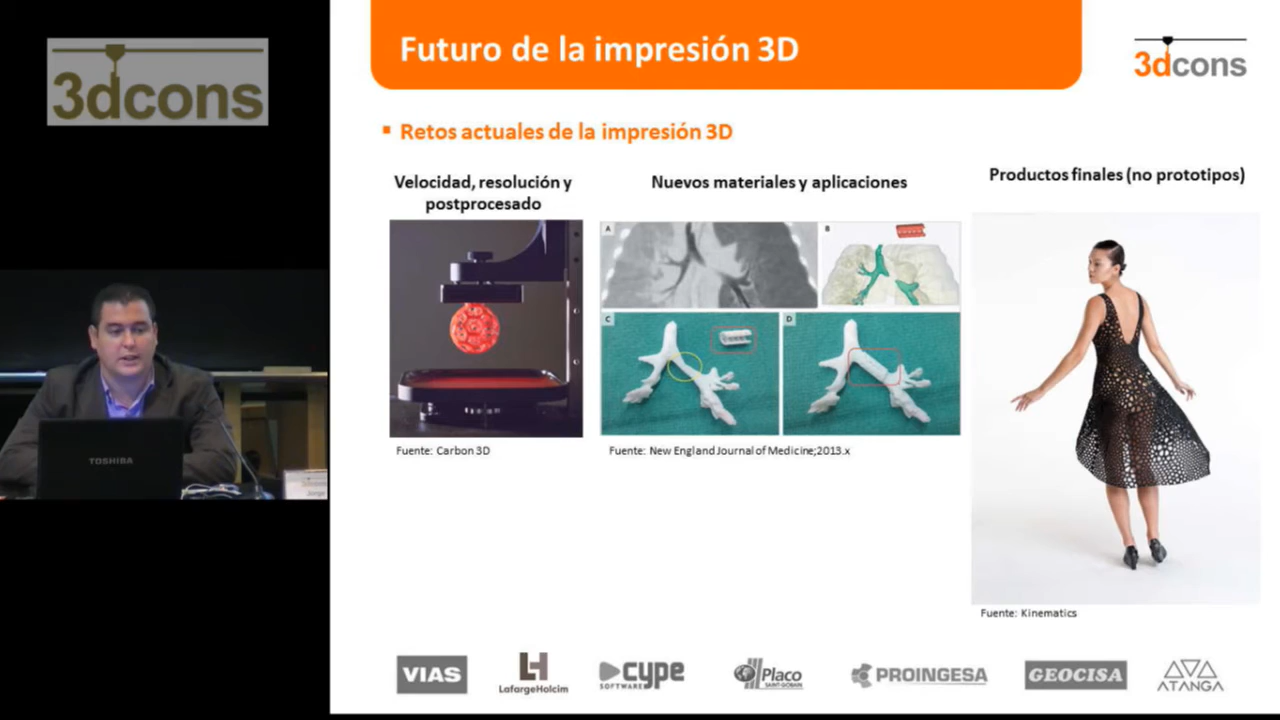 3dcons
Futuro de la impresión 3D
3dcons
▪ Retos actuales de la impresión 3D
Velocidad, resolución y
postprocesado
Nuevos materiales y aplicaciones
Productos finales (no prototipos)
A
B
C
D
TOSHIBA
Jorge
Fuente: Carbon 3D
Fuente: New England Journal of Medicine;2013.x
Fuente: Kinematics
VIAS
LH
LafargeHolcim
cype
SOFTWARE
Placo
SAINT-GOBAIN
PROINGESA
GEOCISA
ATANGA